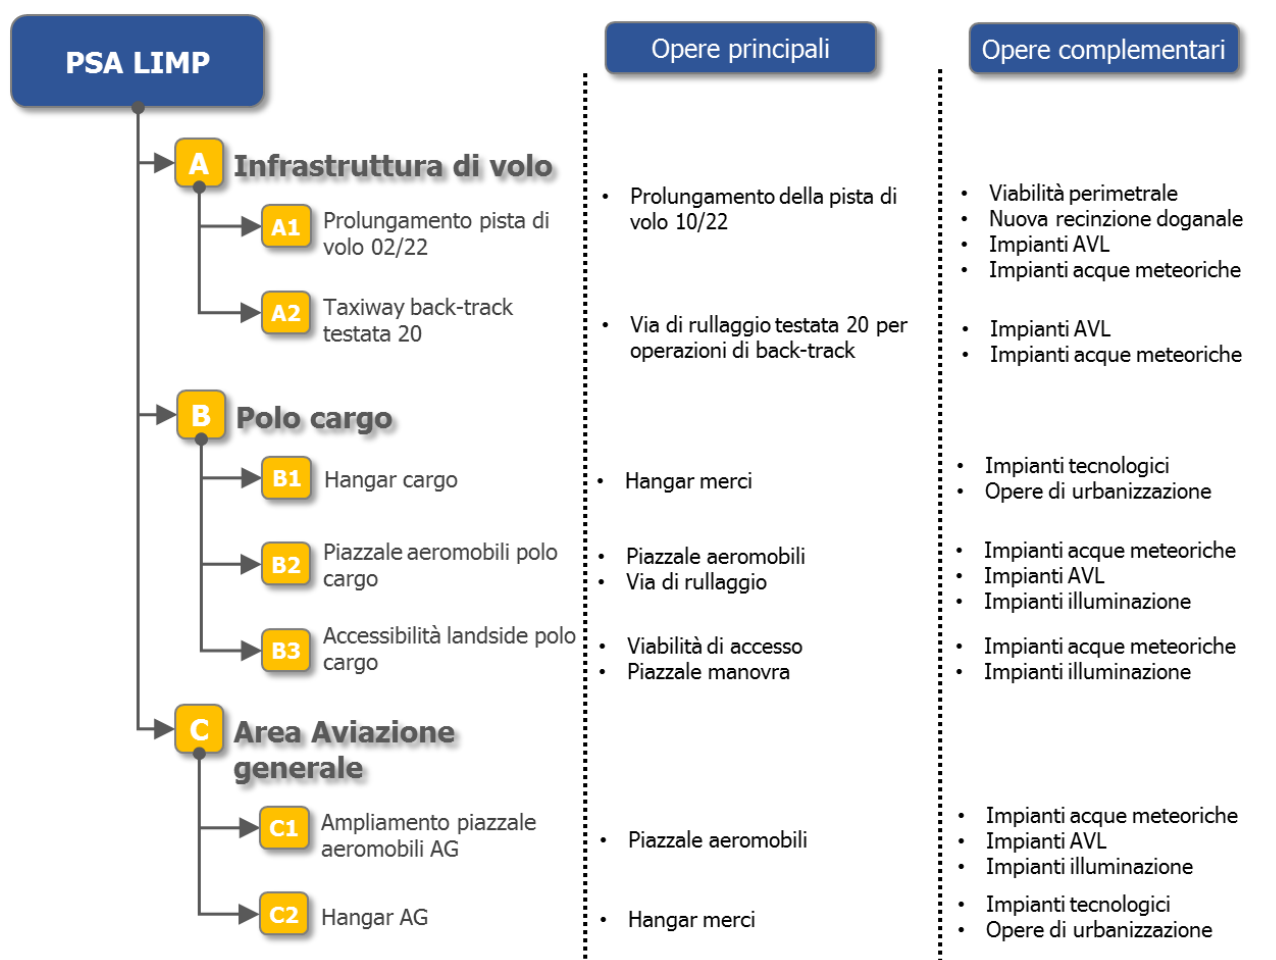 PSA LIMP
Opere principali
Opere complementari
A
Infrastruttura di volo
A1
Prolungamento pista di
volo 02/22
• Prolungamento della pista di
volo 10/22
• Viabilità perimetrale
• Nuova recinzione doganale
• Impianti AVL
• Impianti acque meteoriche
A2
Taxiway back-track
testata 20
• Via di rullaggio testata 20 per
operazioni di back-track
• Impianti AVL
• Impianti acque meteoriche
B
Polo cargo
B1
Hangar cargo
• Hangar merci
• Impianti tecnologici
• Opere di urbanizzazione
B2
Piazzale aeromobili polo
cargo
• Piazzale aeromobili
• Via di rullaggio
• Impianti acque meteoriche
• Impianti AVL
• Impianti illuminazione
B3
Accessibilità landside polo
cargo
• Viabilità di accesso
• Piazzale manovra
• Impianti acque meteoriche
• Impianti illuminazione
C
Area Aviazione
generale
C1
Ampliamento piazzale
aeromobili AG
• Piazzale aeromobili
• Impianti acque meteoriche
• Impianti AVL
• Impianti illuminazione
C2
Hangar AG
• Hangar merci
• Impianti tecnologici
• Opere di urbanizzazione